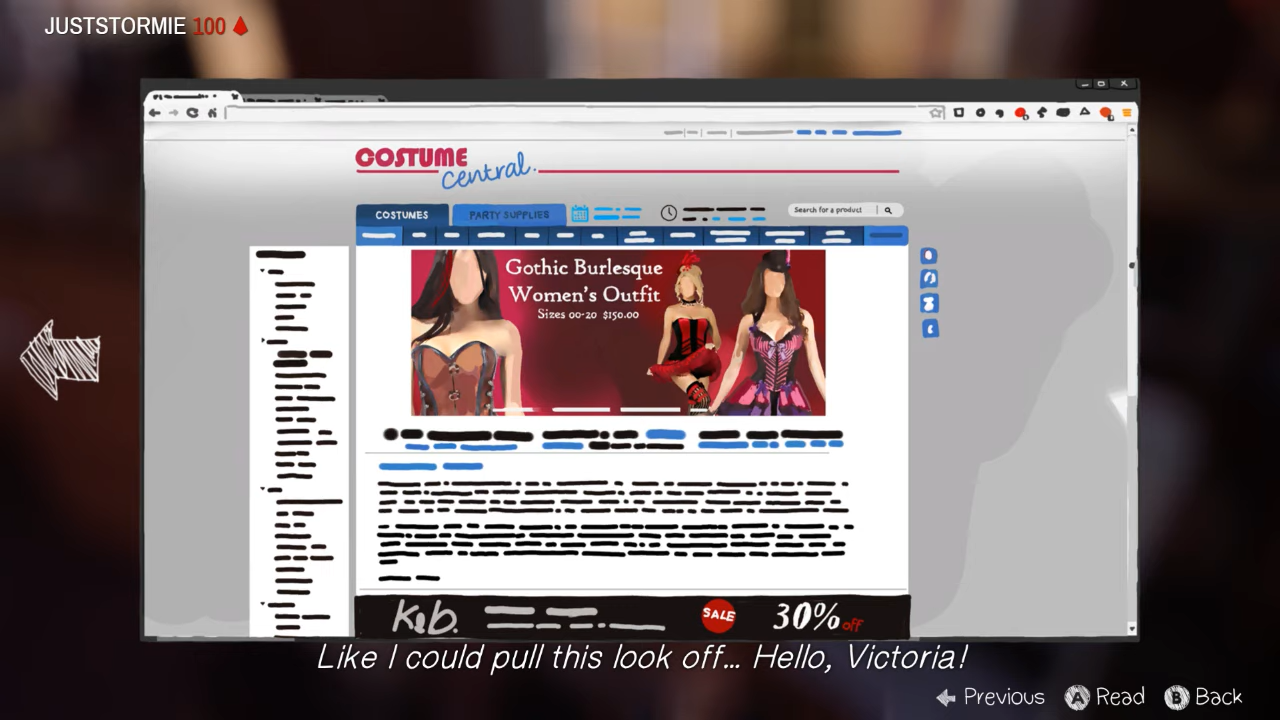 JUSTSTORMIE 100
COSTUME
central.
COSTUMES
PARTY SUPPLIES
Search for a product
Gothic Burlesque
Women's Outfit
Sizes 00-20 $150.00
K&b.
SALE
30% off
Like I could pull this look off... Hello, Victoria!
Previous
A Read
B Back